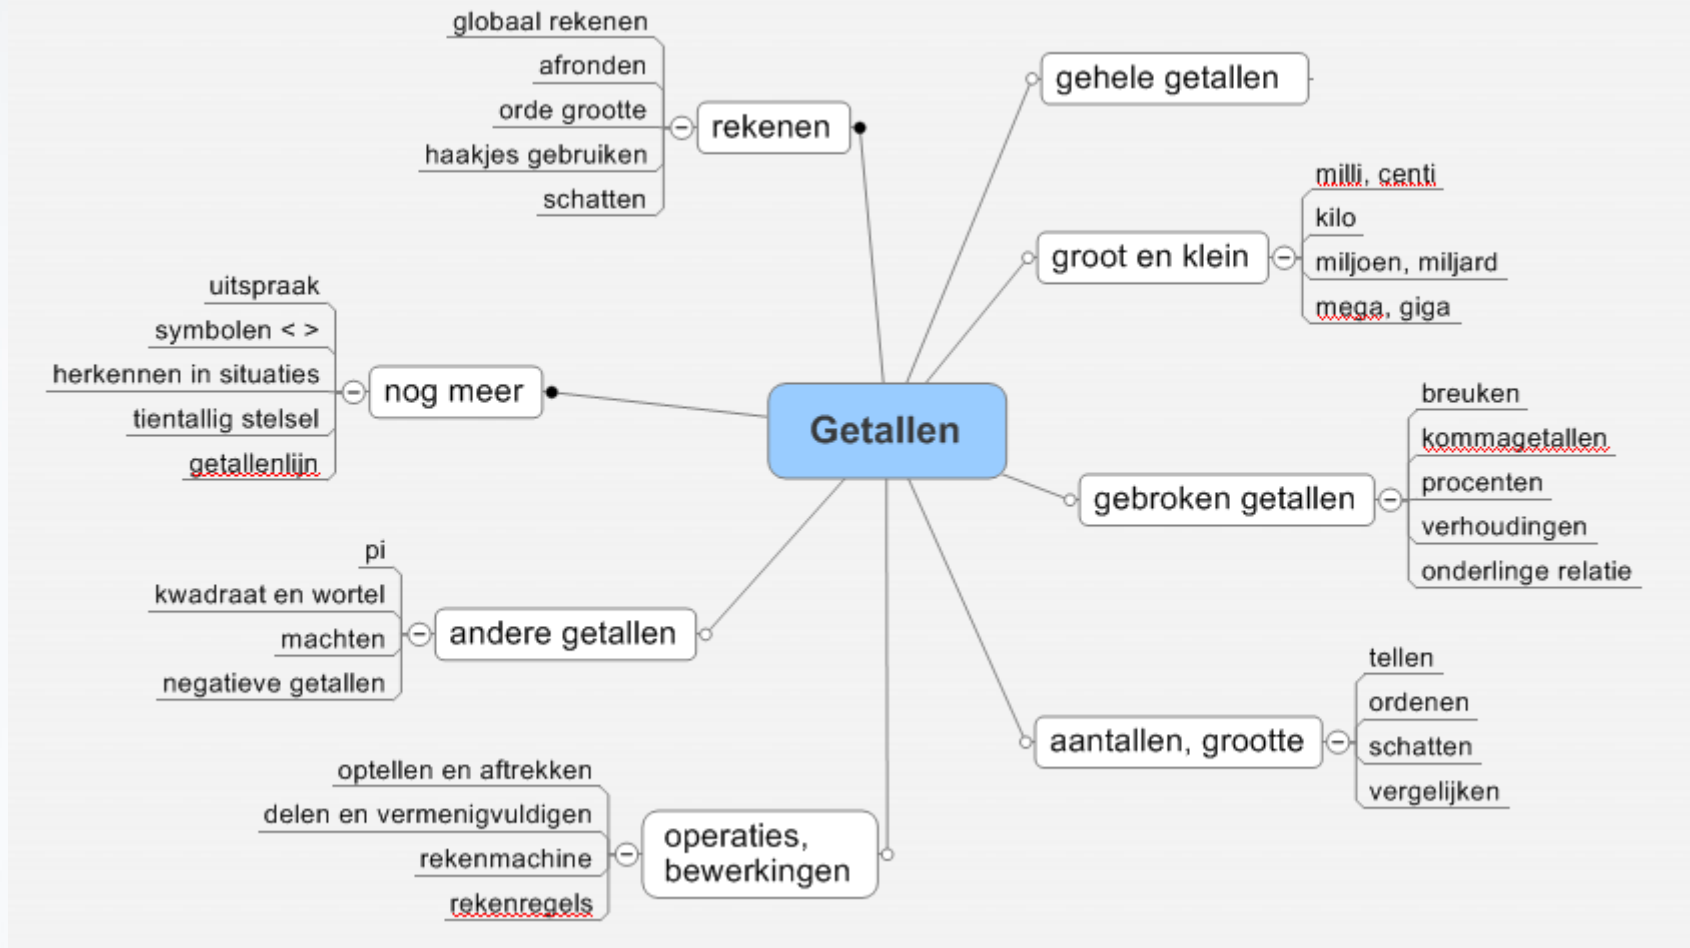 globaal rekenen
afronden
orde grootte
haakjes gebruiken
schatten
rekenen
gehele getallen
groot en klein
milli, centi
kilo
miljoen, miljard
mega, giga
uitspraak
symbolen < >
herkennen in situaties
tientallig stelsel
getallenlijn
nog meer
Getallen
gebroken getallen
breuken
kommagetallen
procenten
verhoudingen
onderlinge relatie
pi
kwadraat en wortel
machten
negatieve getallen
andere getallen
aantallen, grootte
tellen
ordenen
schatten
vergelijken
optellen en aftrekken
delen en vermenigvuldigen
rekenmachine
rekenregels
operaties,
bewerkingen